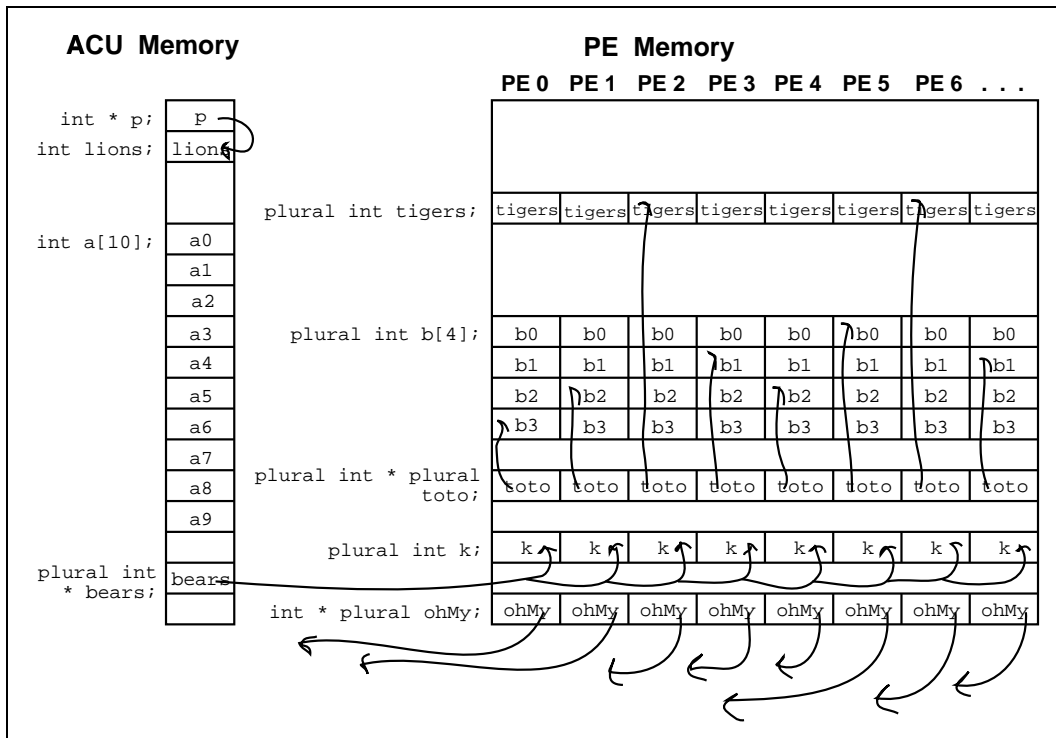 ACU Memory
PE Memory
PE 0 PE 1 PE 2 PE 3 PE 4 PE 5 PE 6 . . .
int * p; p
int lions; lions
plural int tigers; tigers tigers tigers tigers tigers tigers tigers tigers
int a[10]; a0
a1
a2
a3 plural int b[4]; b0 b0 b0 b0 b0 b0 b0 b0
a4 b1 b1 b1 b1 b1 b1 b1 b1
a5 b2 b2 b2 b2 b2 b2 b2 b2
a6 b3 b3 b3 b3 b3 b3 b3 b3
a7
a8 plural int * plural
toto; toto toto toto toto toto toto toto toto
a9
plural int k; k k k k k k k k
plural int
* bears; bears
int * plural ohMy; ohMy ohMy ohMy ohMy ohMy ohMy ohMy ohMy